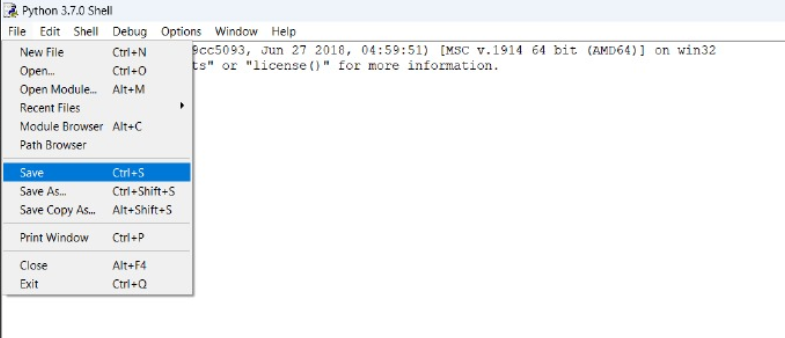 Python 3.7.0 Shell
File Edit Shell Debug Options Window Help
9cc5093, Jun 27 2018, 04:59:51) [MSC v.1914 64 bit (AMD64)] on win32
ts" or "license()" for more information.
New File Ctrl+N
Open... Ctrl+O
Open Module... Alt+M
Recent Files
Module Browser Alt+C
Path Browser
Save Ctrl+S
Save As... Ctrl+Shift+S
Save Copy As... Alt+Shift+S
Print Window Ctrl+P
Close Alt+F4
Exit Ctrl+Q